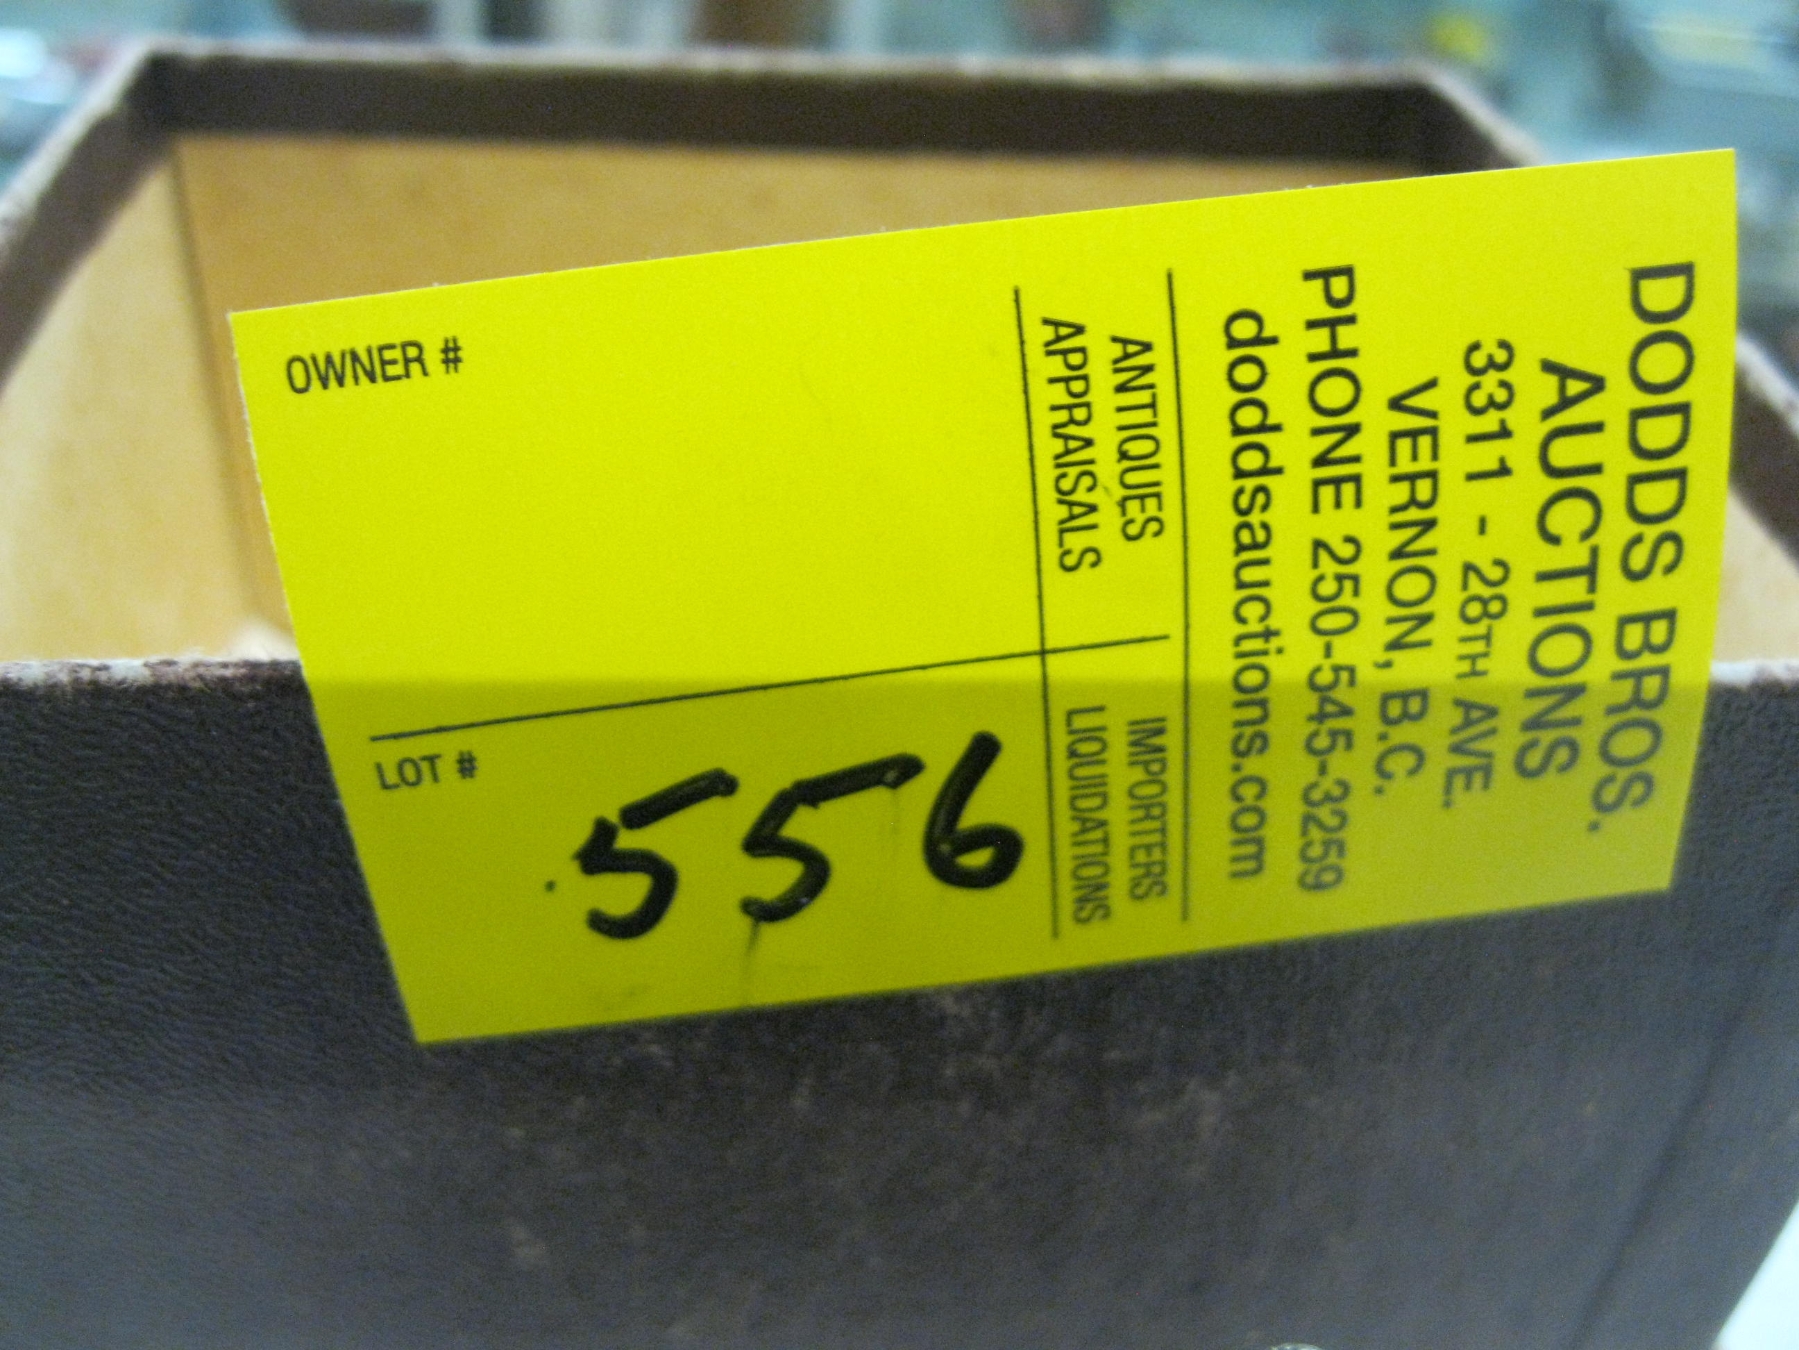 DODDS BROS.
AUCTIONS
3311 - 28TH AVE.
VERNON, B.C.
PHONE 250-545-3259
doddsauctions.com
ANTIQUES
APPRAISALS
IMPORTERS
LIQUIDATIONS
OWNER #
LOT #
556